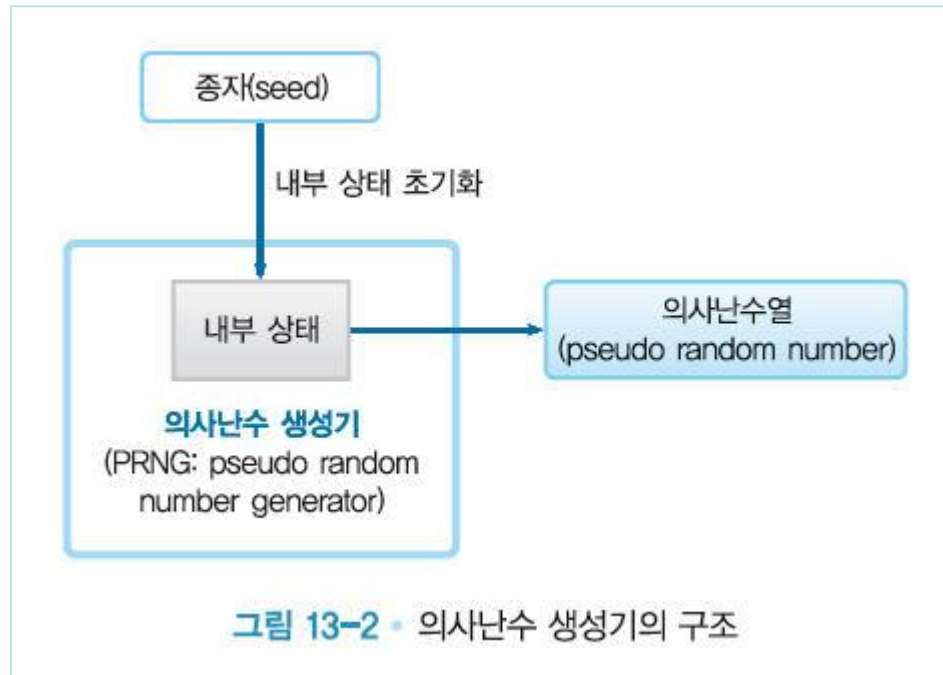 종자(seed)
내부 상태 초기화
내부 상태
의사난수 생성기
(PRNG: pseudo random
number generator)
의사난수열
(pseudo random number)
그림 13-2 • 의사난수 생성기의 구조